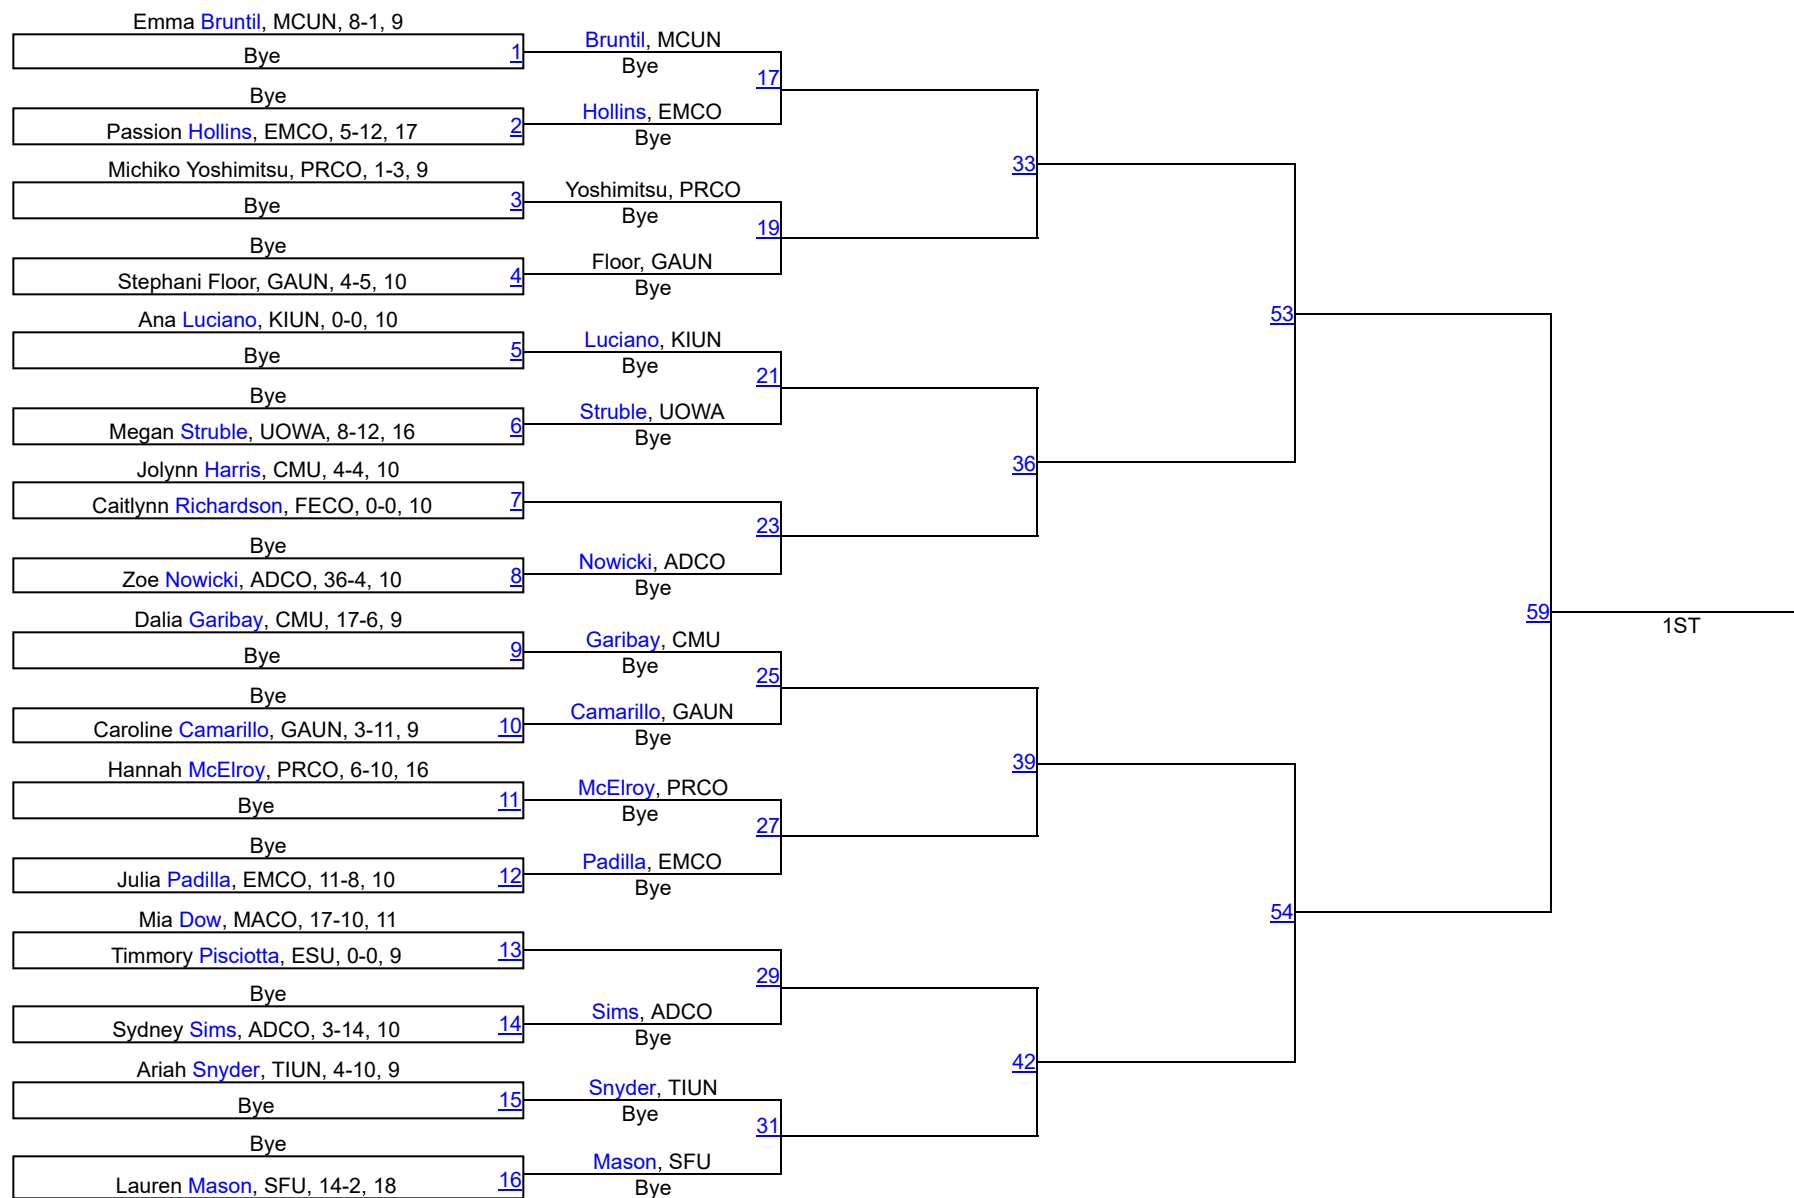 Emma Bruntil, MCUN, 8-1, 9
Bye
1
Bye
Passion Hollins, EMCO, 5-12, 17
2
Michiko Yoshimitsu, PRCO, 1-3, 9
Bye
3
Bye
Stephani Floor, GAUN, 4-5, 10
4
Ana Luciano, KIUN, 0-0, 10
Bye
5
Bye
Megan Struble, UOWA, 8-12, 16
6
Jolynn Harris, CMU, 4-4, 10
Caitlynn Richardson, FECO, 0-0, 10
7
Bye
Zoe Nowicki, ADCO, 36-4, 10
8
Dalia Garibay, CMU, 17-6, 9
Bye
9
Bye
Caroline Camarillo, GAUN, 3-11, 9
10
Hannah McElroy, PRCO, 6-10, 16
Bye
11
Bye
Julia Padilla, EMCO, 11-8, 10
12
Mia Dow, MACO, 17-10, 11
Timmory Pisciotta, ESU, 0-0, 9
13
Bye
Sydney Sims, ADCO, 3-14, 10
14
Ariah Snyder, TIUN, 4-10, 9
Bye
15
Bye
Lauren Mason, SFU, 14-2, 18
16
Bruntil, MCUN
Bye
17
Hollins, EMCO
Bye
Yoshimitsu, PRCO
Bye
19
Floor, GAUN
Bye
Luciano, KIUN
Bye
21
Struble, UOWA
Bye
23
Nowicki, ADCO
Bye
Garibay, CMU
Bye
25
Camarillo, GAUN
Bye
McElroy, PRCO
Bye
27
Padilla, EMCO
Bye
29
Sims, ADCO
Bye
Snyder, TIUN
Bye
31
Mason, SFU
Bye
33
36
39
42
53
54
59
1ST